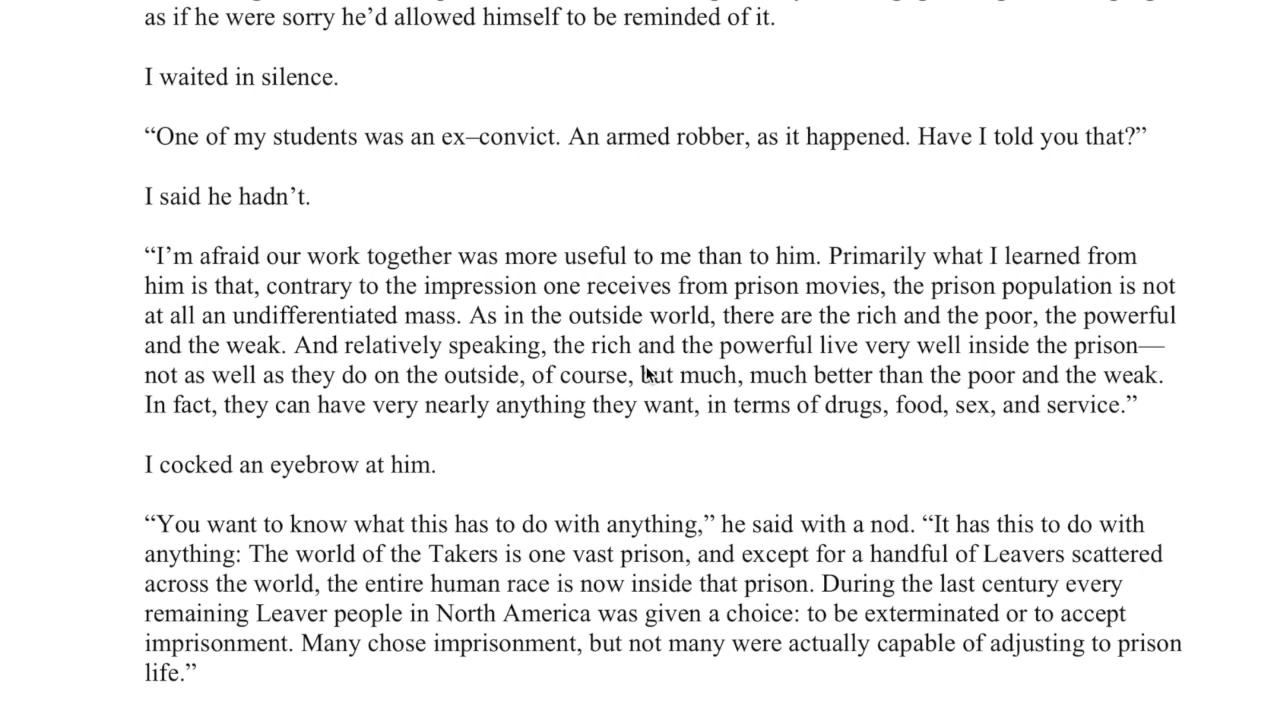 as if he were sorry he’d allowed himself to be reminded of it.
I waited in silence.
“One of my students was an ex–convict. An armed robber, as it happened. Have I told you that?”
I said he hadn’t.
“I’m afraid our work together was more useful to me than to him. Primarily what I learned from
him is that, contrary to the impression one receives from prison movies, the prison population is not
at all an undifferentiated mass. As in the outside world, there are the rich and the poor, the powerful
and the weak. And relatively speaking, the rich and the powerful live very well inside the prison—
not as well as they do on the outside, of course, but much, much better than the poor and the weak.
In fact, they can have very nearly anything they want, in terms of drugs, food, sex, and service.”
I cocked an eyebrow at him.
“You want to know what this has to do with anything,” he said with a nod. “It has this to do with
anything: The world of the Takers is one vast prison, and except for a handful of Leavers scattered
across the world, the entire human race is now inside that prison. During the last century every
remaining Leaver people in North America was given a choice: to be exterminated or to accept
imprisonment. Many chose imprisonment, but not many were actually capable of adjusting to prison
life.”